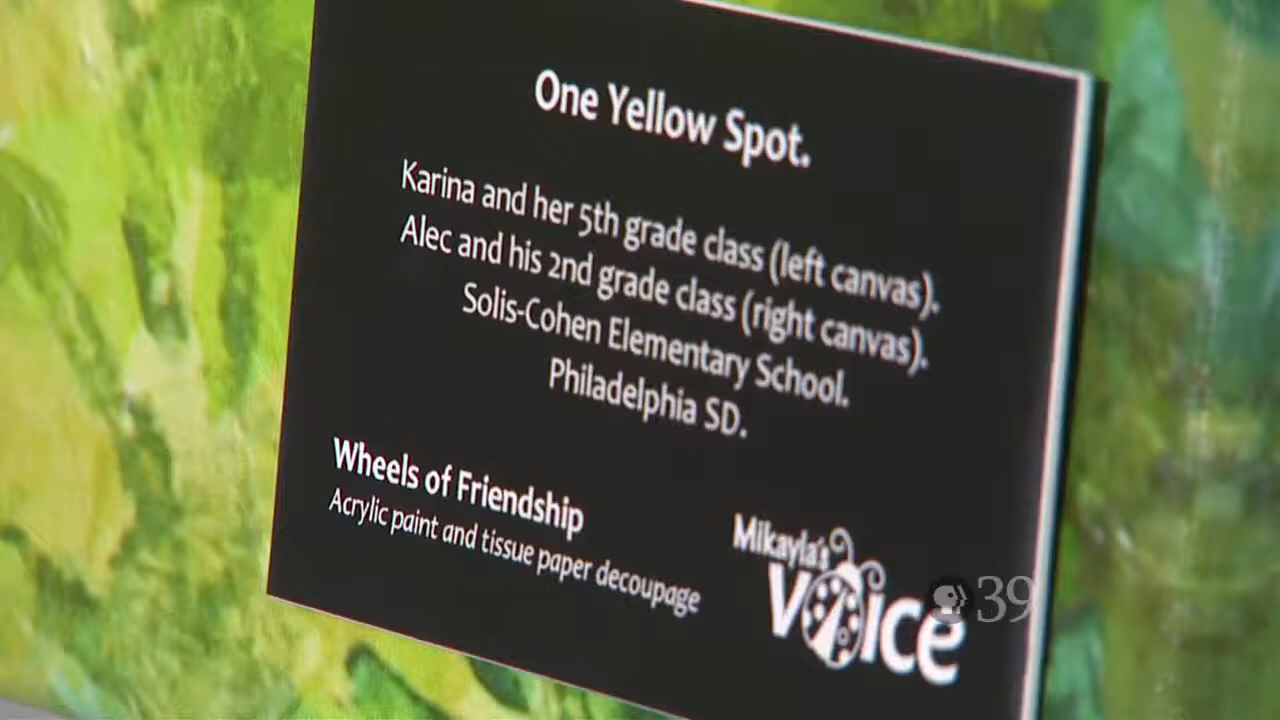 One Yellow Spot.
Karina and her 5th grade class (left canvas).
Alec and his 2nd grade class (right canvas).
Solis-Cohen Elementary School.
Philadelphia SD.
Wheels of Friendship
Acrylic paint and tissue paper decoupage
Mikayla's
VOICE
39